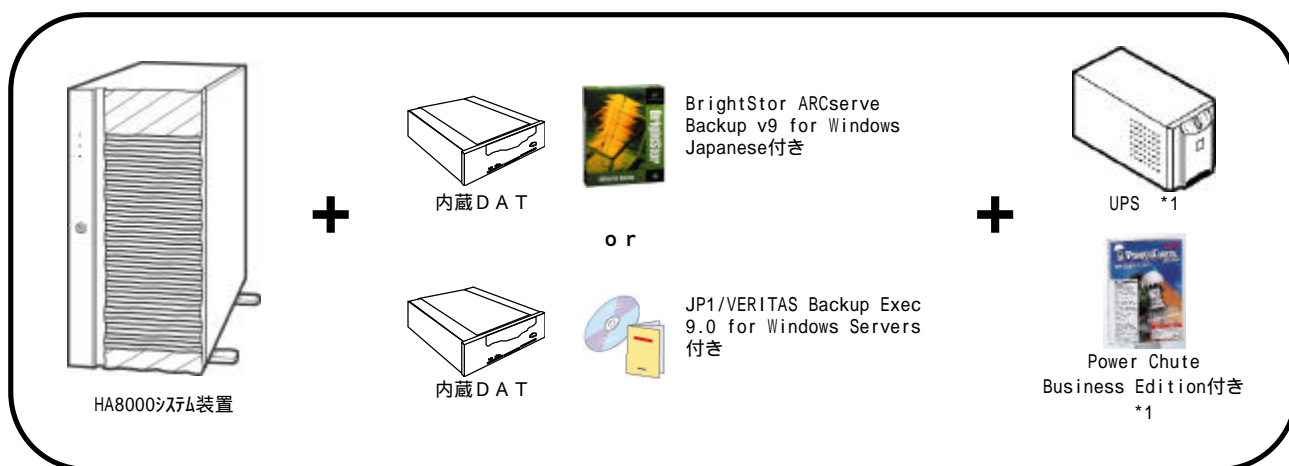 BrightStor ARCserve
Backup v9 for Windows
Japanese付き
BrightStor
内蔵ＤＡＴ
or
JP1/VERITAS Backup Exec
9.0 for Windows Servers
付き
内蔵ＤＡＴ
HA8000ｼｽﾃﾑ装置
+
+
UPS *1
POWERCHUTE
Power Chute
Business Edition付き
*1